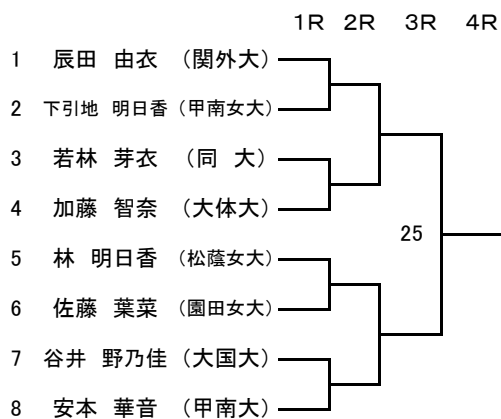 1R 2R 3R 4R
1 辰田 由衣 (関外大)
2 下引地 明日香 (甲南女大)
3 若林 芽衣 (同 大)
4 加藤 智奈 (大体大)
25
5 林 明日香 (松蔭女大)
6 佐藤 葉菜 (園田女大)
7 谷井 野乃佳 (大国大)
8 安本 華音 (甲南大)